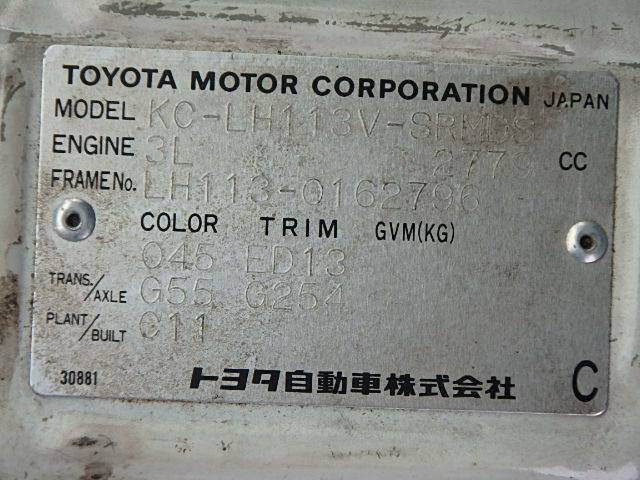 TOYOTA MOTOR CORPORATION JAPAN
MODEL KC-LH113V-SRMDS
ENGINE 3L 2779 CC
FRAME No. LH113-0162796
COLOR TRIM GVM(KG)
045 ED13
TRANS./AXLE G55 G254
PLANT/BUILT C11
30881 トヨタ自動車株式会社 C